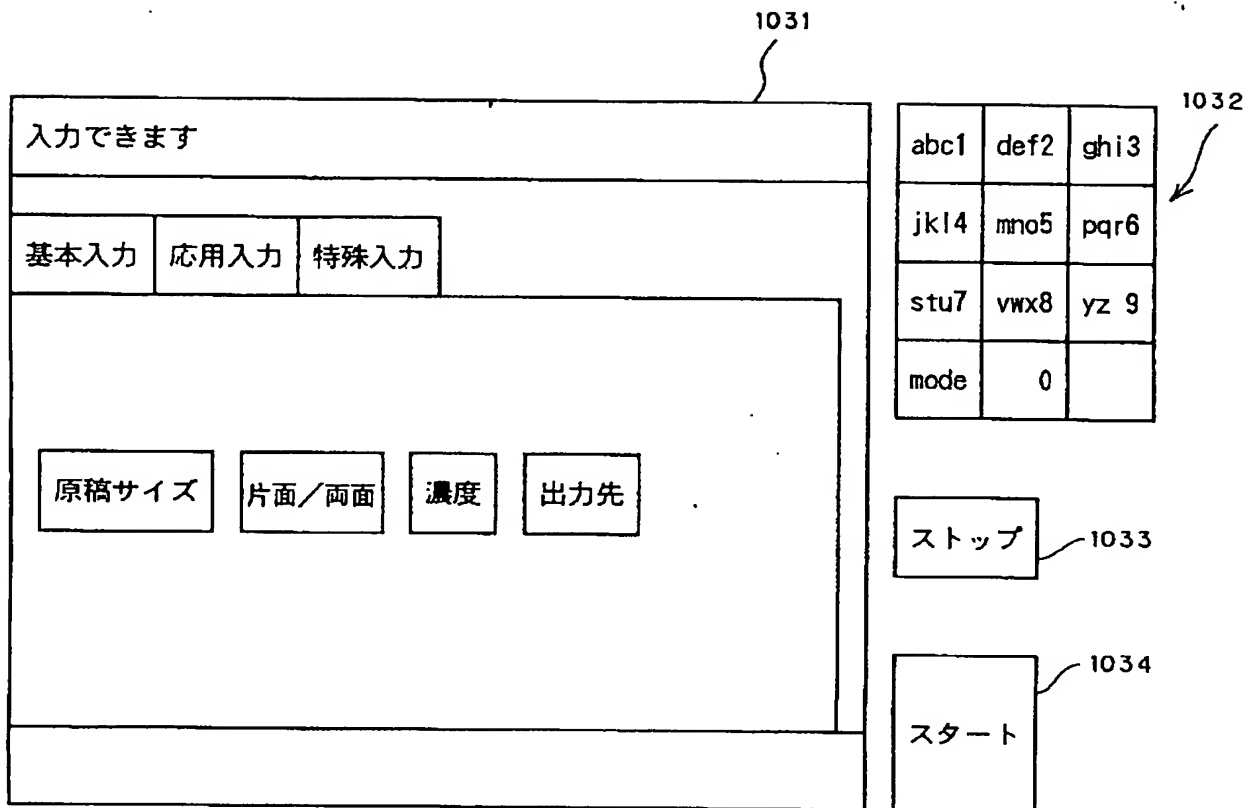 1031
入力できます
1032
abc1 def2 ghi3
jkl4 mno5 pqr6
stu7 vwx8 yz 9
mode 0
基本入力 応用入力 特殊入力
原稿サイズ 片面/両面 濃度 出力先
ストップ
1033
スタート
1034